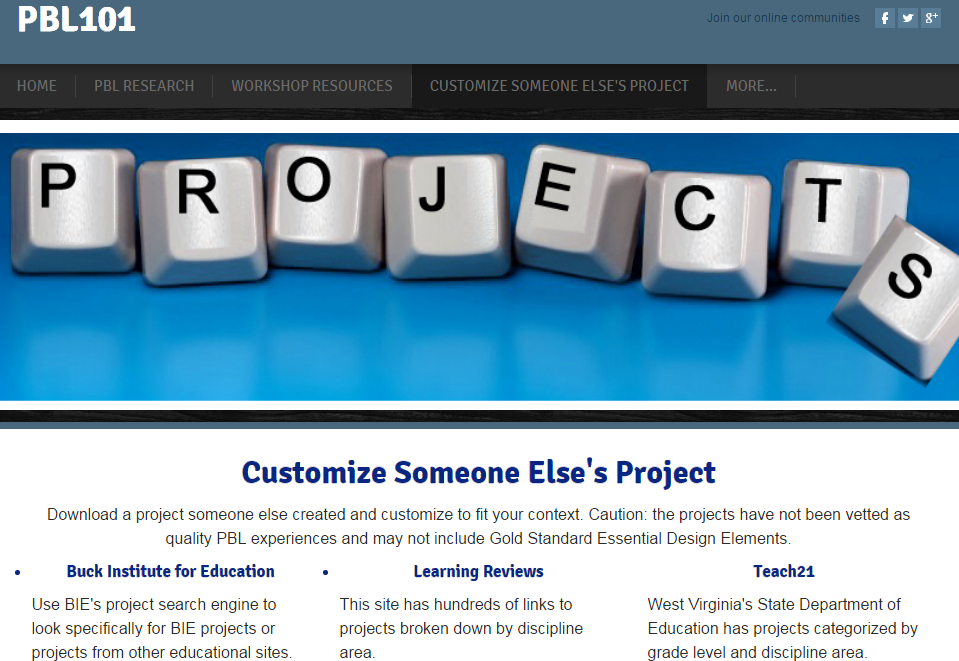 PBL101
Join our online communities
HOME
PBL RESEARCH
WORKSHOP RESOURCES
CUSTOMIZE SOMEONE ELSE'S PROJECT
MORE...
PROJECTS
Customize Someone Else's Project
Download a project someone else created and customize to fit your context. Caution: the projects have not been vetted as
quality PBL experiences and may not include Gold Standard Essential Design Elements.
Buck Institute for Education
Use BIE's project search engine to
look specifically for BIE projects or
projects from other educational sites.
Learning Reviews
This site has hundreds of links to
projects broken down by discipline
area.
Teach21
West Virginia's State Department of
Education has projects categorized by
grade level and discipline area.